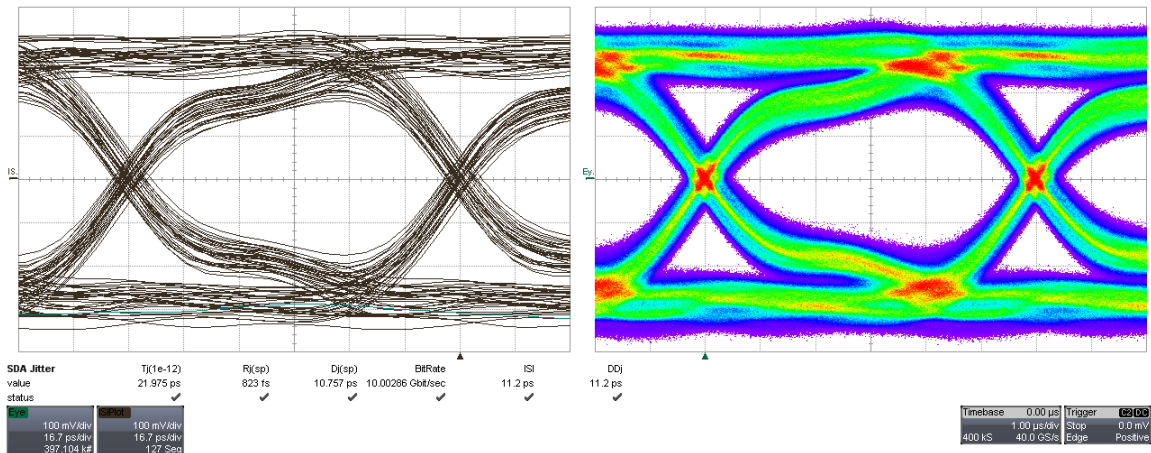 IS.
Ey.
SDA Jitter Tj(1e-12) Rj(sp) Dj(sp) BitRate ISI DDj
value 21.975 ps 823 fs 10.757 ps 10.00286 Gbit/sec 11.2 ps 11.2 ps
status
Eye
100 mV/div
16.7 ps/div
397.104 k#
ISIPlot
100 mV/div
16.7 ps/div
127 Seg
Timebase 0.00 µs
1.00 µs/div
400 kS 40.0 GS/s
Trigger C2 DC
Stop 0.0 mV
Edge Positive